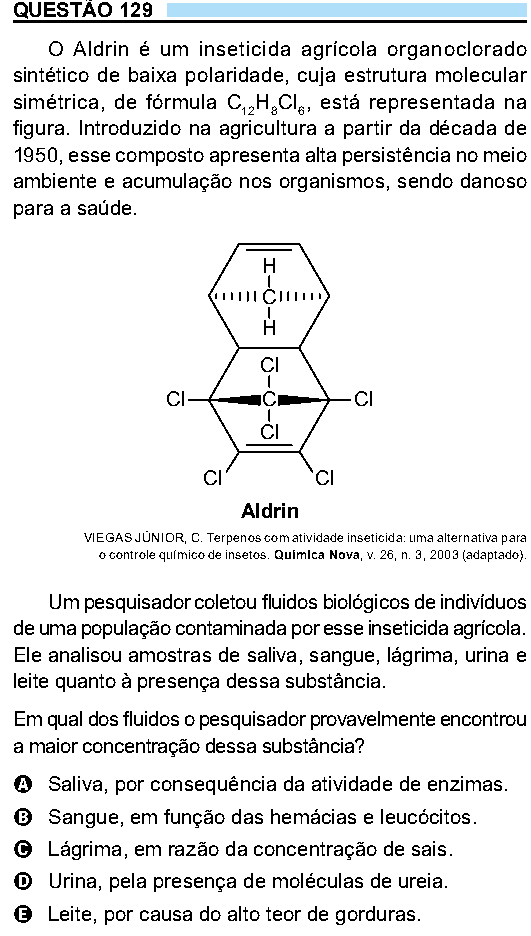 QUESTÃO 129
O Aldrin é um inseticida agrícola organoclorado
sintético de baixa polaridade, cuja estrutura molecular
simétrica, de fórmula C₁₂H₈Cl₆, está representada na
figura. Introduzido na agricultura a partir da década de
1950, esse composto apresenta alta persistência no meio
ambiente e acumulação nos organismos, sendo danoso
para a saúde.
H
C
H
Cl
Cl C Cl
Cl
Cl Cl
Aldrin
VIEGAS JÚNIOR, C. Terpenos com atividade inseticida: uma alternativa para
o controle químico de insetos. Química Nova, v. 26, n. 3, 2003 (adaptado).
Um pesquisador coletou fluidos biológicos de indivíduos
de uma população contaminada por esse inseticida agrícola.
Ele analisou amostras de saliva, sangue, lágrima, urina e
leite quanto à presença dessa substância.
Em qual dos fluidos o pesquisador provavelmente encontrou
a maior concentração dessa substância?
A Saliva, por consequência da atividade de enzimas.
B Sangue, em função das hemácias e leucócitos.
C Lágrima, em razão da concentração de sais.
D Urina, pela presença de moléculas de ureia.
E Leite, por causa do alto teor de gorduras.